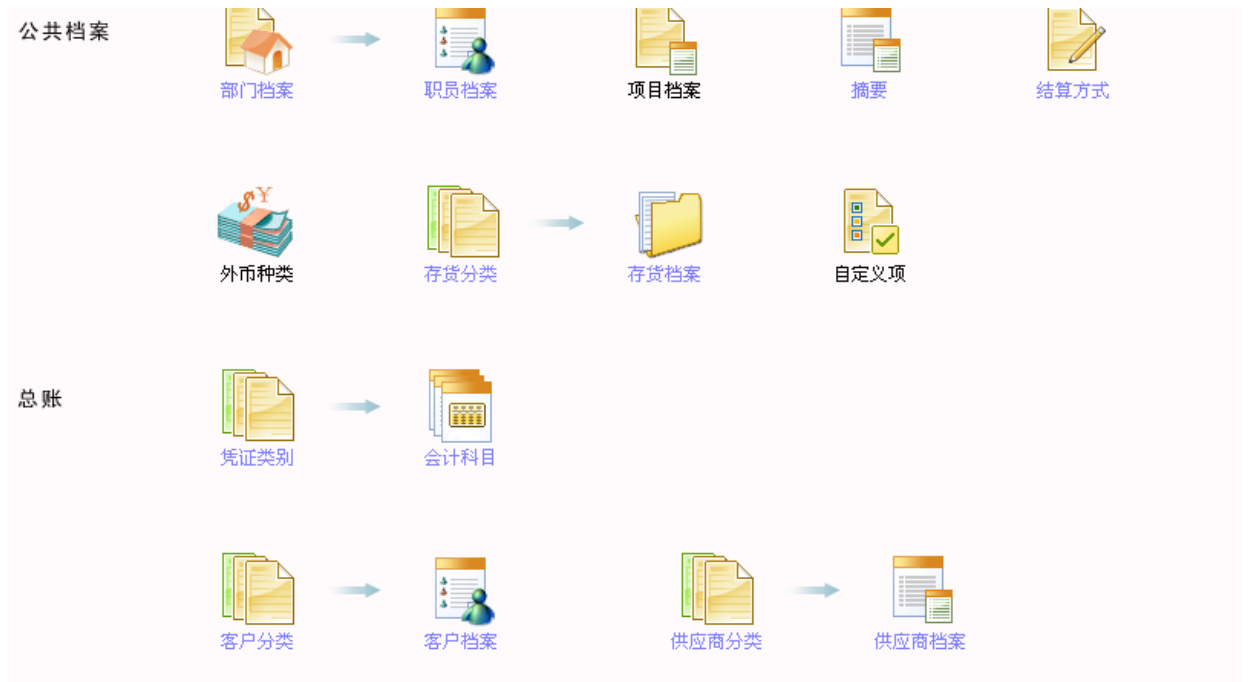 公共档案
部门档案 职员档案 项目档案 摘要 结算方式
外币种类 存货分类 存货档案 自定义项
总账
凭证类别 会计科目
客户分类 客户档案 供应商分类 供应商档案